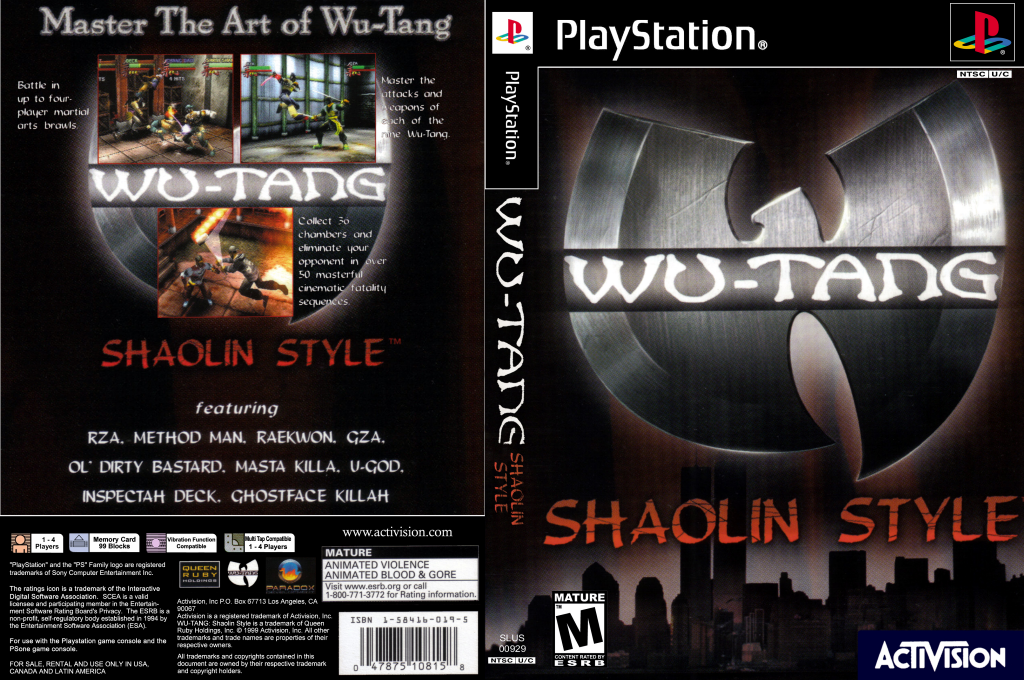 Master The Art of Wu-Tang
Battle in
up to four-
player martial
arts brawls.
Master the
attacks and
weapons of
each of the
nine Wu-Tang.
WU-TANG
Collect 36
chambers and
eliminate your
opponent in over
50 masterful
cinematic fatality
sequences.
SHAOLIN STYLE™
featuring
RZA, METHOD MAN, RAEKWON, GZA,
OL' DIRTY BASTARD, MASTA KILLA, U-GOD,
INSPECTAH DECK, GHOSTFACE KILLAH
1 - 4
Players
Memory Card
99 Blocks
Vibration Function
Compatible
Multi Tap Compatible
1 - 4 Players
"PlayStation" and the "PS" Family logo are registered
trademarks of Sony Computer Entertainment Inc.
The ratings icon is a trademark of the Interactive
Digital Software Association. SCEA is a valid
licensee and participating member in the Entertain-
ment Software Rating Board's Privacy. The ESRB is a
non-profit, self-regulatory body established in 1994 by
the Entertainment Software Association (ESA).
For use with the Playstation game console and the
PSone game console.
FOR SALE, RENTAL AND USE ONLY IN USA,
CANADA AND LATIN AMERICA
QUEEN
RUBY
HOLDINGS
WU-TANG
PARADOX
Activision, Inc P.O. Box 67713 Los Angeles, CA
90067
Activision is a registered trademark of Activision, Inc.
WU-TANG: Shaolin Style is a trademark of Queen
Ruby Holdings, Inc. © 1999 Activision, Inc. All other
trademarks and trade names are properties of their
respective owners.
All trademarks and copyrights contained in this
document are owned by their respective trademark
and copyright holders.
www.activision.com
MATURE
ANIMATED VIOLENCE
ANIMATED BLOOD & GORE
Visit www.esrb.org or call
1-800-771-3772 for Rating information.
ISBN 1-58416-019-5
0 47875 10815 8
PlayStation®
WU-TANG
SHAOLIN
STYLE
SLUS
00929
NTSC U/C
PlayStation®
NTSC U/C
WU-TANG
SHAOLIN STYLE™
MATURE
M
CONTENT RATED BY
ESRB
ACTIVISION